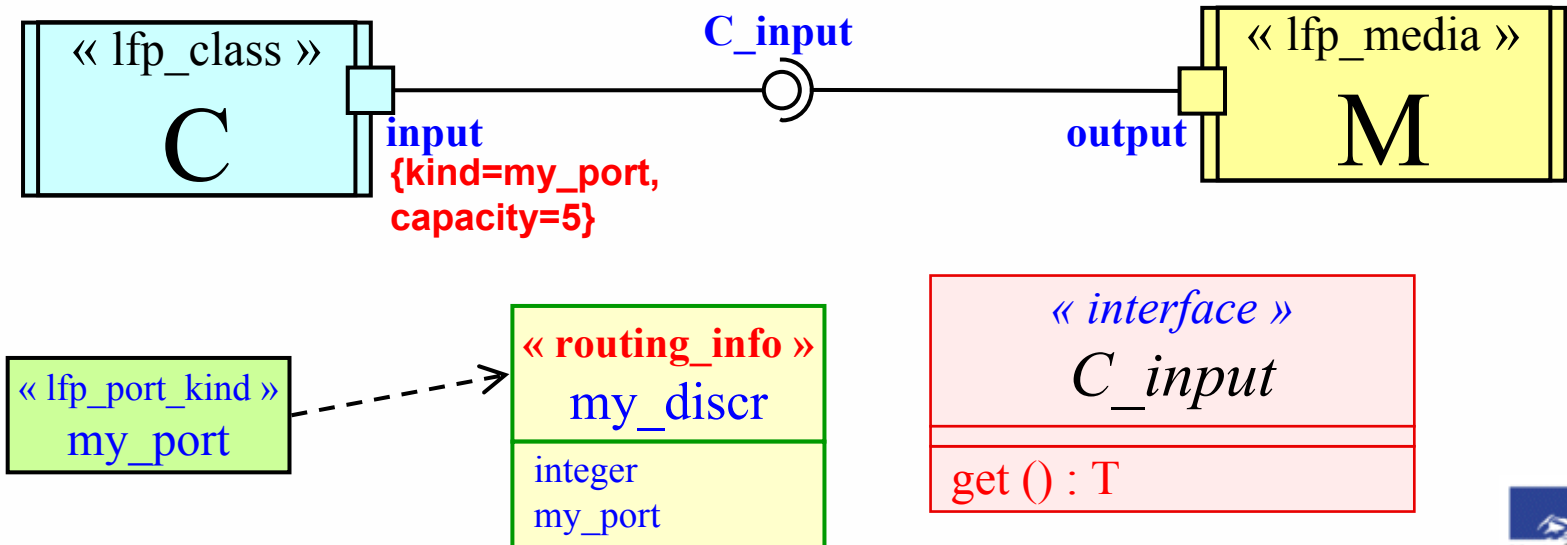 « lfp_class »
C
C_input
« lfp_media »
M
input
{kind=my_port,
capacity=5}
output
« lfp_port_kind »
my_port
« routing_info »
my_discr
integer
my_port
« interface »
C_input
get () : T